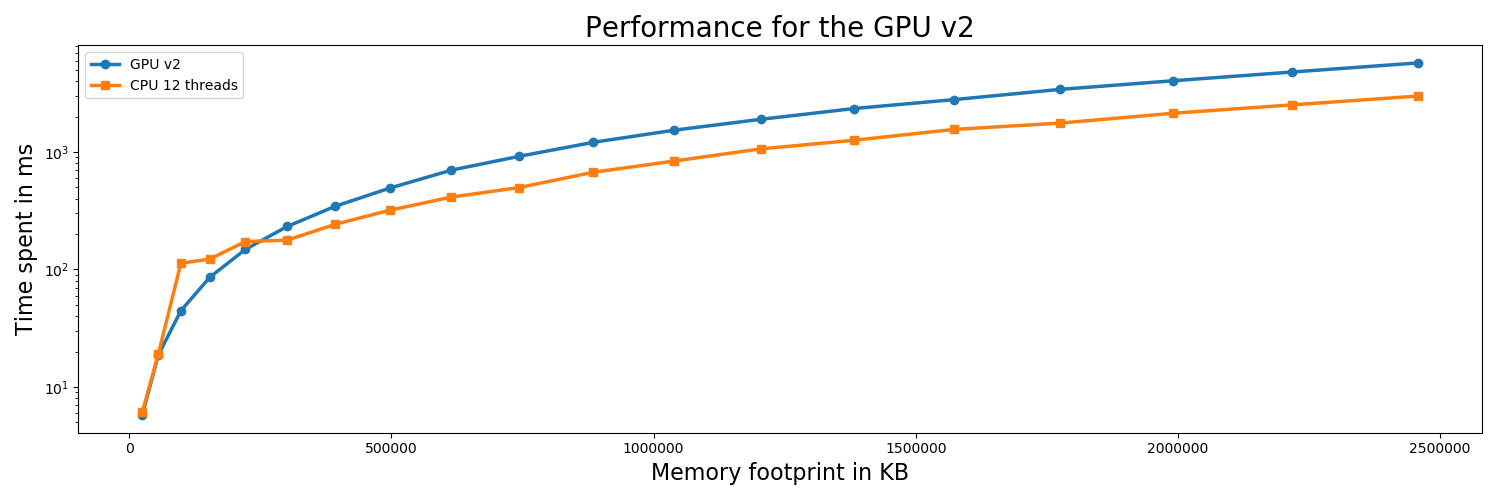 Performance for the GPU v2
GPU v2
CPU 12 threads
Time spent in ms
10³
10²
10¹
0 500000 1000000 1500000 2000000 2500000
Memory footprint in KB